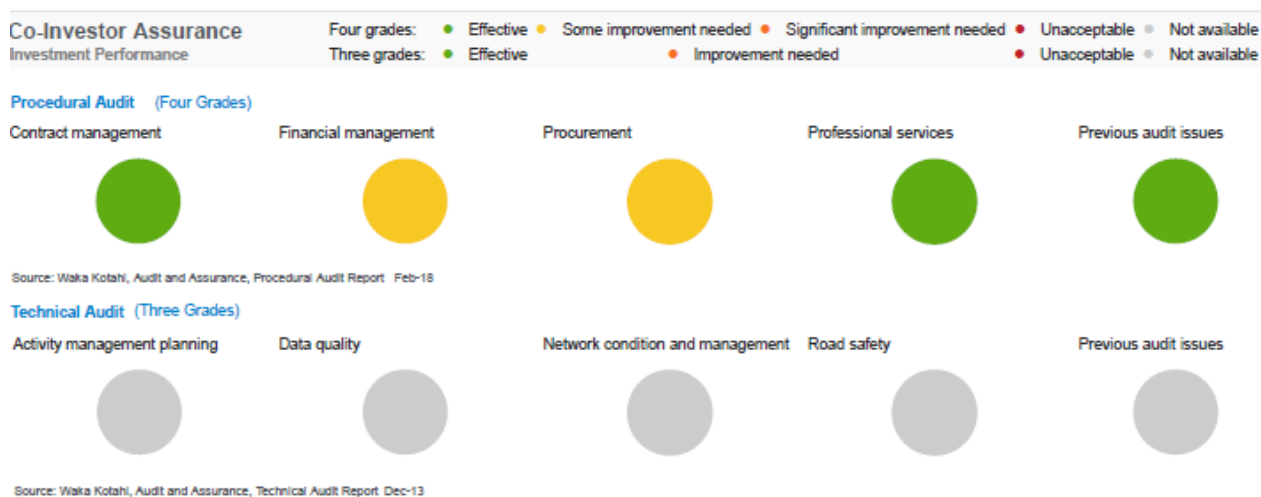 Co-Investor Assurance
Investment Performance
Four grades: Effective Some improvement needed Significant improvement needed Unacceptable Not available
Three grades: Effective Improvement needed Unacceptable Not available
Procedural Audit (Four Grades)
Contract management Financial management Procurement Professional services Previous audit issues
Source: Waka Kotahi, Audit and Assurance, Procedural Audit Report Feb-18
Technical Audit (Three Grades)
Activity management planning Data quality Network condition and management Road safety Previous audit issues
Source: Waka Kotahi, Audit and Assurance, Technical Audit Report Dec-13